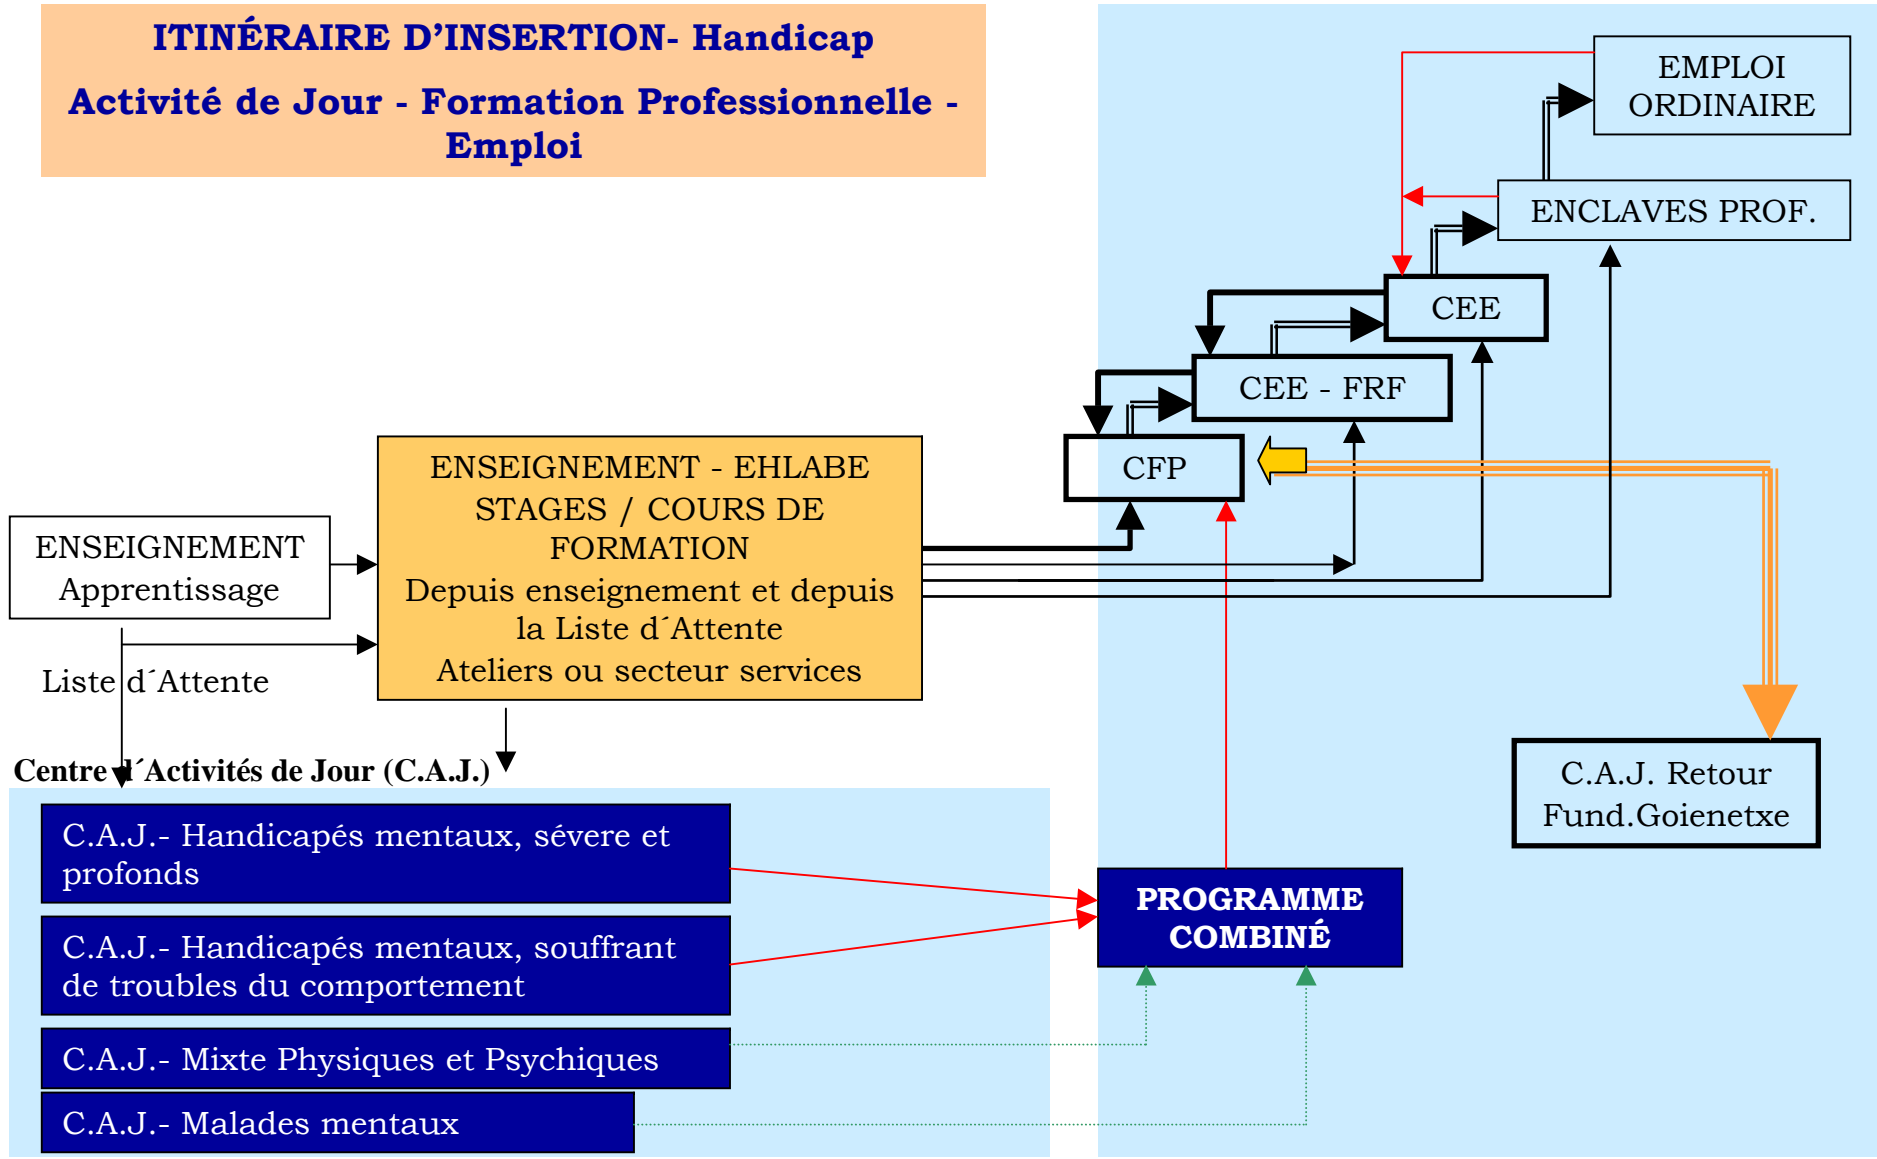 ITINÉRAIRE D’INSERTION- Handicap
Activité de Jour - Formation Professionnelle -
Emploi
EMPLOI
ORDINAIRE
ENCLAVES PROF.
CEE
CEE - FRF
CFP
ENSEIGNEMENT - EHLABE
STAGES / COURS DE
FORMATION
Depuis enseignement et depuis
la Liste d´Attente
Ateliers ou secteur services
ENSEIGNEMENT
Apprentissage
Liste d´Attente
Centre d´Activités de Jour (C.A.J.)
C.A.J. Retour
Fund.Goienetxe
C.A.J.- Handicapés mentaux, sévere et
profonds
C.A.J.- Handicapés mentaux, souffrant
de troubles du comportement
C.A.J.- Mixte Physiques et Psychiques
C.A.J.- Malades mentaux
PROGRAMME
COMBINÉ